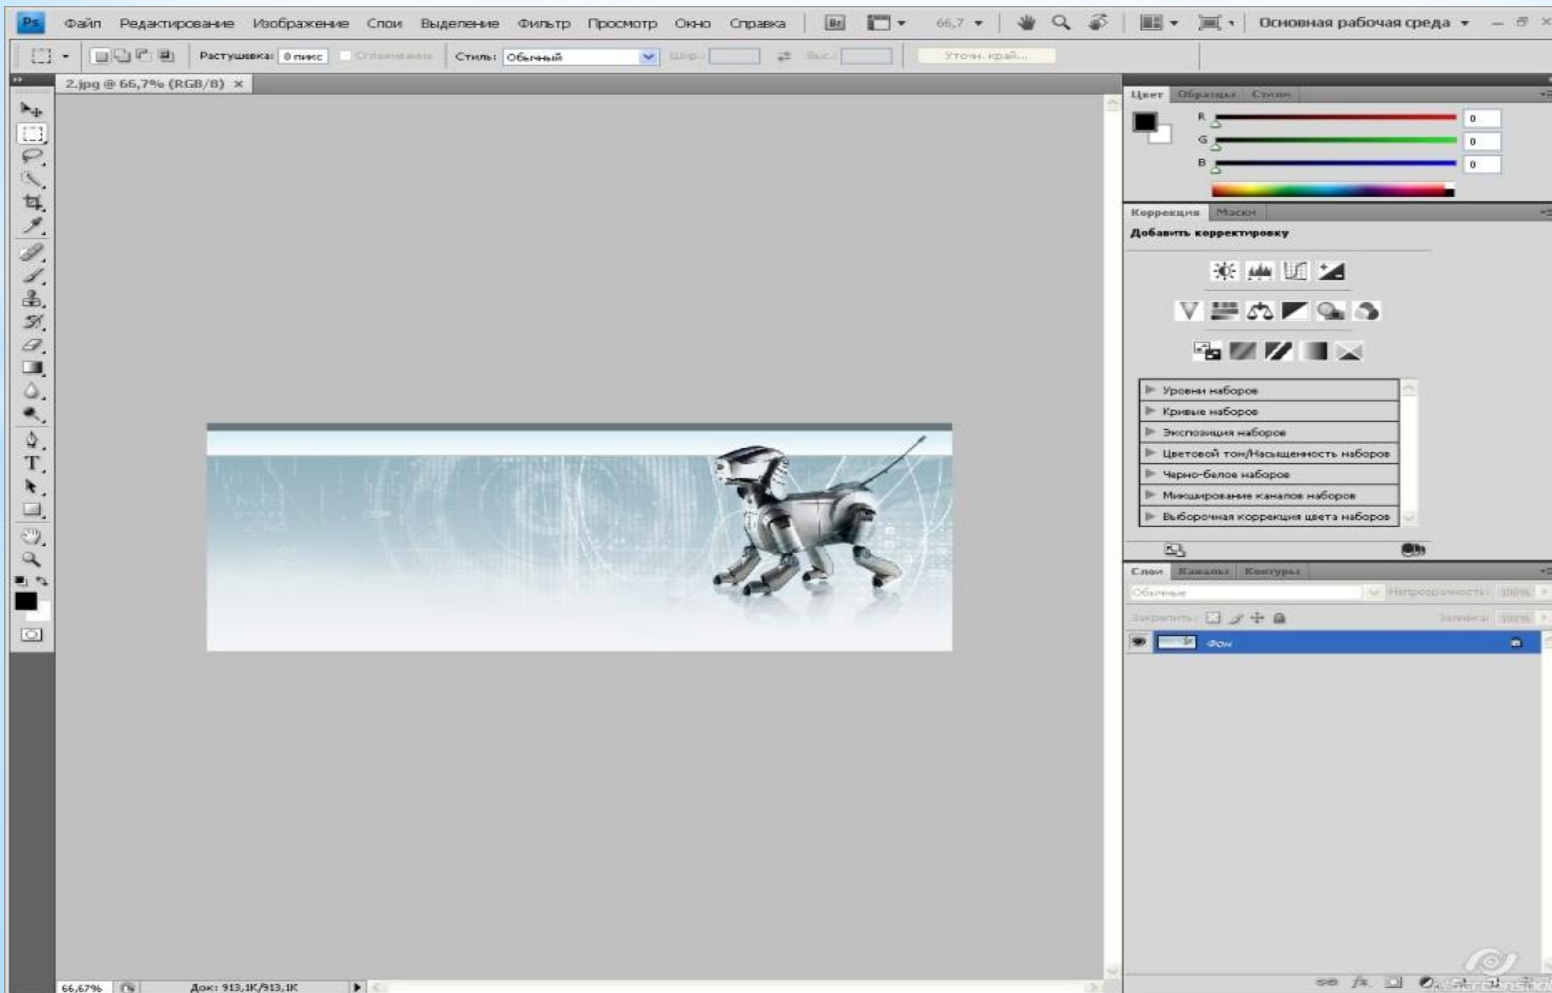 Ps Файл Редактирование Изображение Слои Выделение Фильтр Просмотр Окно Справка Br 66,7 Основная рабочая среда
Растушевка: 0 пикс Сглаживание Стиль: Обычный Шир.: Выс.: Уточн. край...
2.jpg @ 66,7% (RGB/8) ×
Цвет Образцы Стили
R 0
G 0
B 0
Коррекция Маски
Добавить корректировку
Уровни наборов
Кривые наборов
Экспозиция наборов
Цветовой тон/Насыщенность наборов
Черно-белое наборов
Микширование каналов наборов
Выборочная коррекция цвета наборов
Слои Каналы Контуры
Обычные Непрозрачность: 100%
Закрепить: Заливка: 100%
Фон
66,67% Док: 913,1K/913,1K